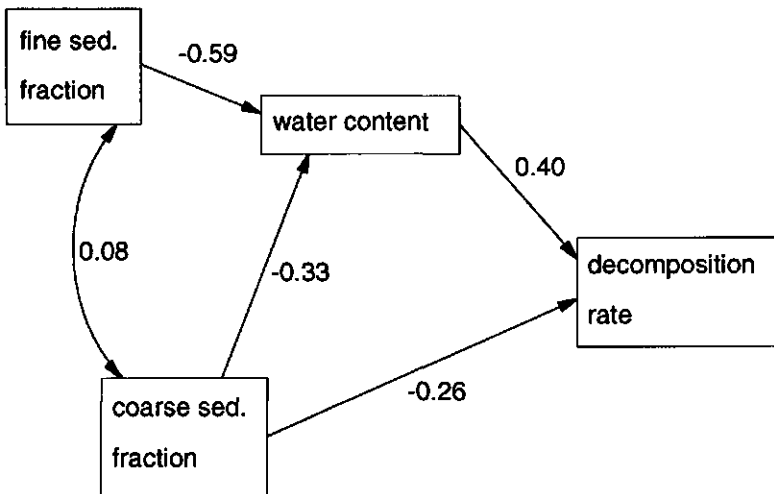 fine sed.
fraction
-0.59
water content
0.40
0.08
-0.33
decomposition
rate
-0.26
coarse sed.
fraction